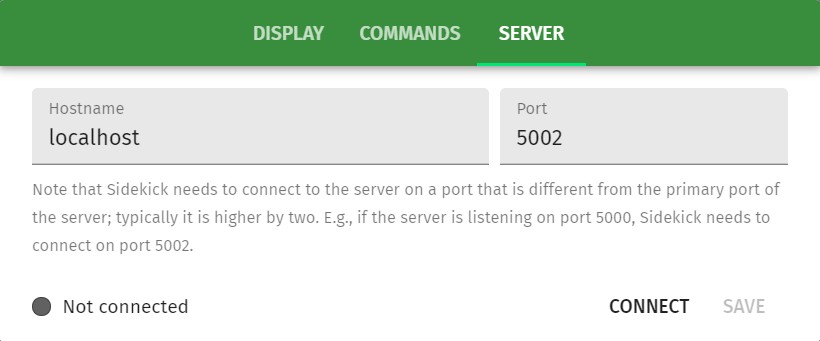 DISPLAY COMMANDS SERVER
Hostname Port
localhost 5002
Note that Sidekick needs to connect to the server on a port that is different from the primary port of
the server; typically it is higher by two. E.g., if the server is listening on port 5000, Sidekick needs to
connect on port 5002.
Not connected CONNECT SAVE